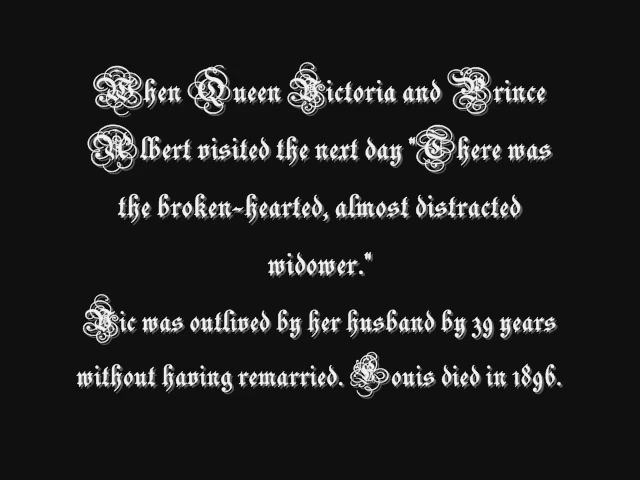 When Queen Victoria and Prince
Albert visited the next day "There was
the broken-hearted, almost distracted
widower."
Vic was outlived by her husband by 39 years
without having remarried. Louis died in 1896.